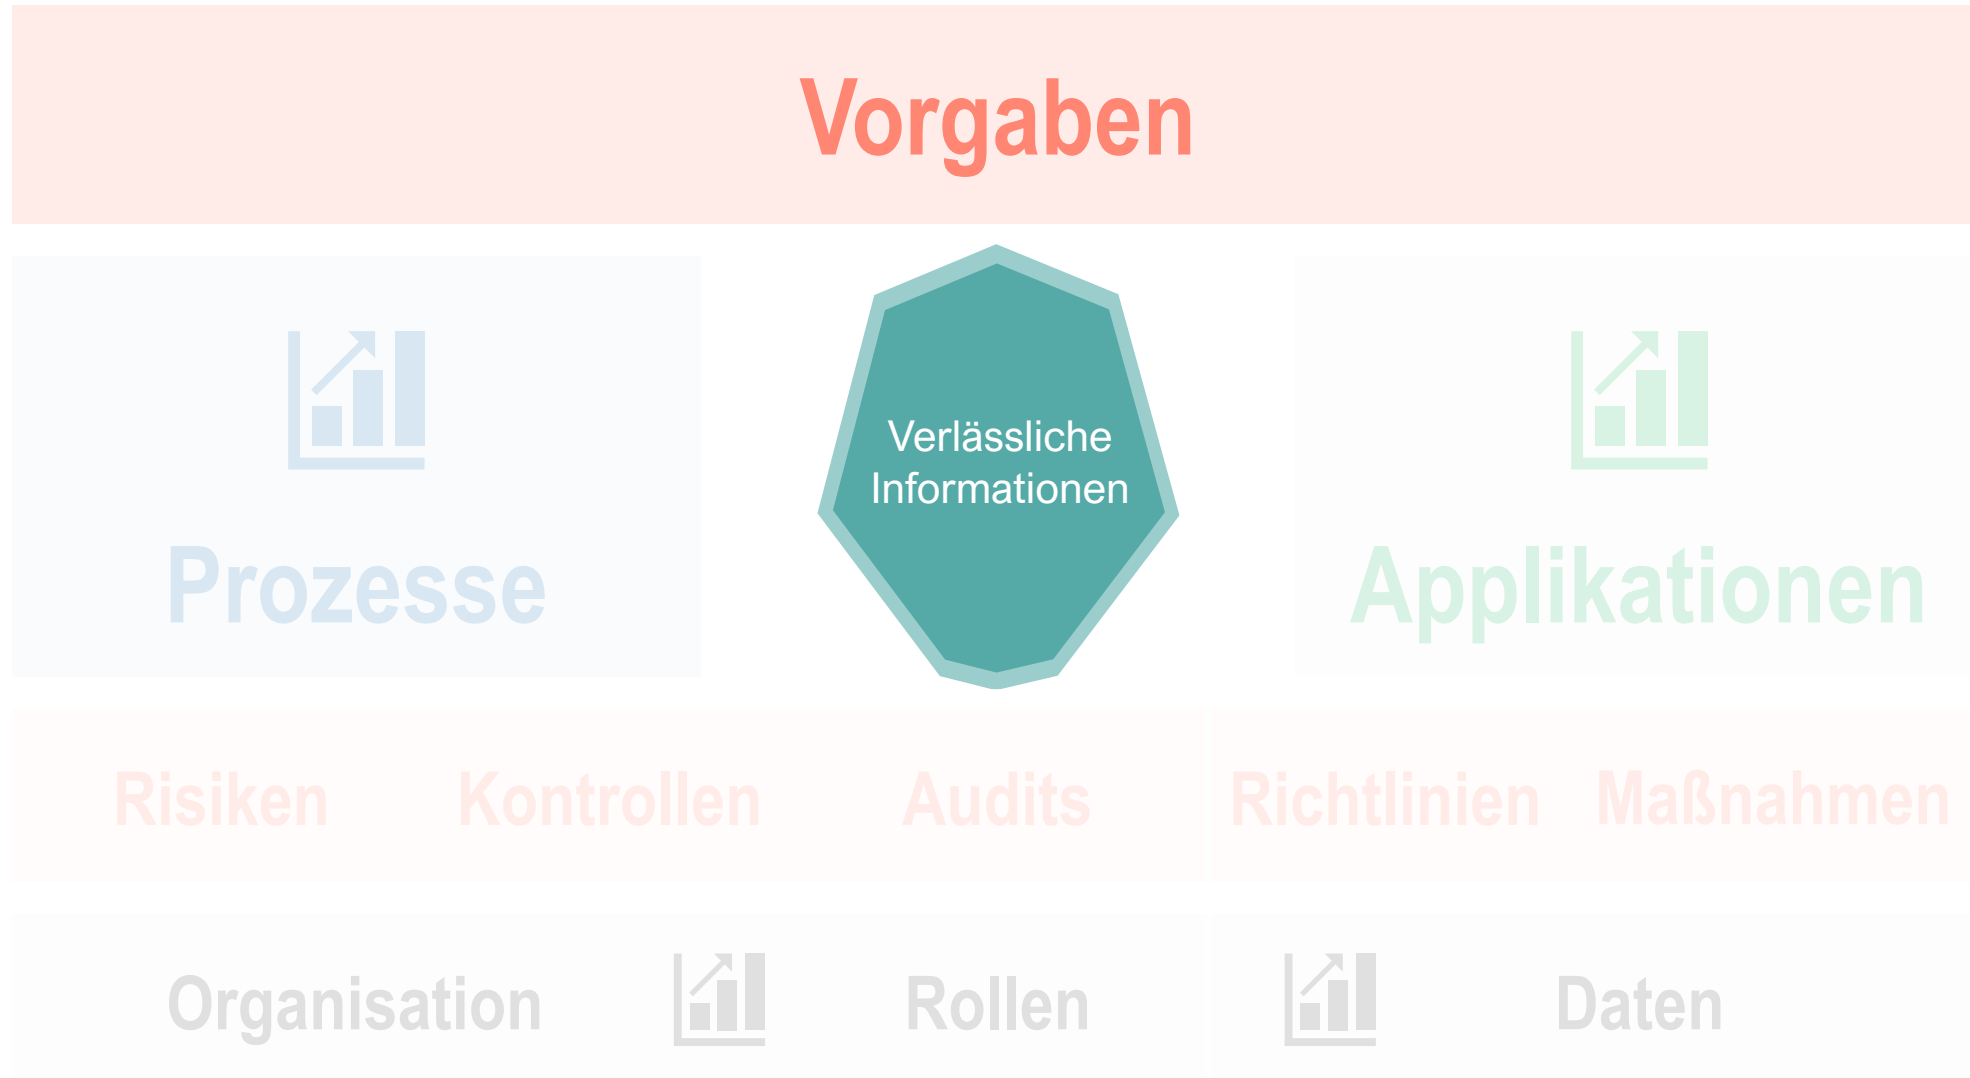 Vorgaben
Verlässliche
Informationen
Prozesse
Applikationen
Risiken Kontrollen Audits Richtlinien Maßnahmen
Organisation Rollen Daten